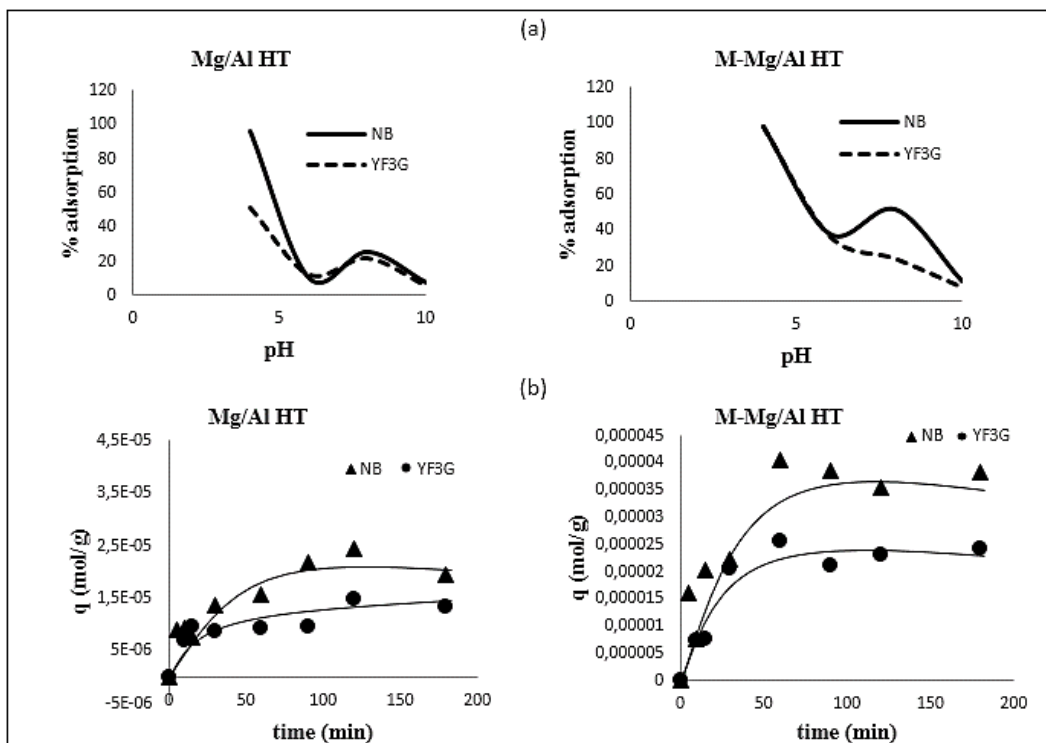 (a)
Mg/Al HT
120
100
80
60
40
20
0
0
5
10
% adsorption
pH
NB
YF3G
M-Mg/Al HT
120
100
80
60
40
20
0
0
5
10
% adsorption
pH
NB
YF3G
(b)
Mg/Al HT
4,5E-05
3,5E-05
2,5E-05
1,5E-05
5E-06
-5E-06
0
50
100
150
200
q (mol/g)
time (min)
NB
YF3G
M-Mg/Al HT
0,000045
0,00004
0,000035
0,00003
0,000025
0,00002
0,000015
0,00001
0,000005
0
0
50
100
150
200
q (mol/g)
time (min)
NB
YF3G